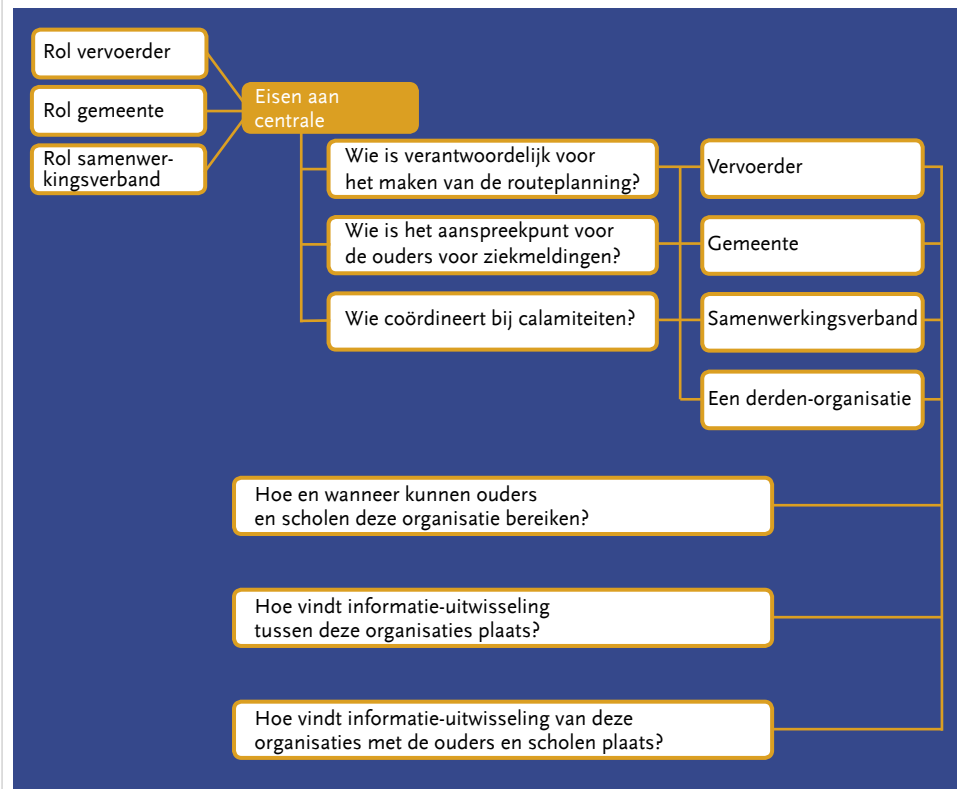 Rol vervoerder
Rol gemeente
Rol samenwer-
kingsverband
Eisen aan
centrale
Wie is verantwoordelijk voor
het maken van de routeplanning?
Wie is het aanspreekpunt voor
de ouders voor ziekmeldingen?
Wie coördineert bij calamiteiten?
Vervoerder
Gemeente
Samenwerkingsverband
Een derden-organisatie
Hoe en wanneer kunnen ouders
en scholen deze organisatie bereiken?
Hoe vindt informatie-uitwisseling
tussen deze organisaties plaats?
Hoe vindt informatie-uitwisseling van deze
organisaties met de ouders en scholen plaats?